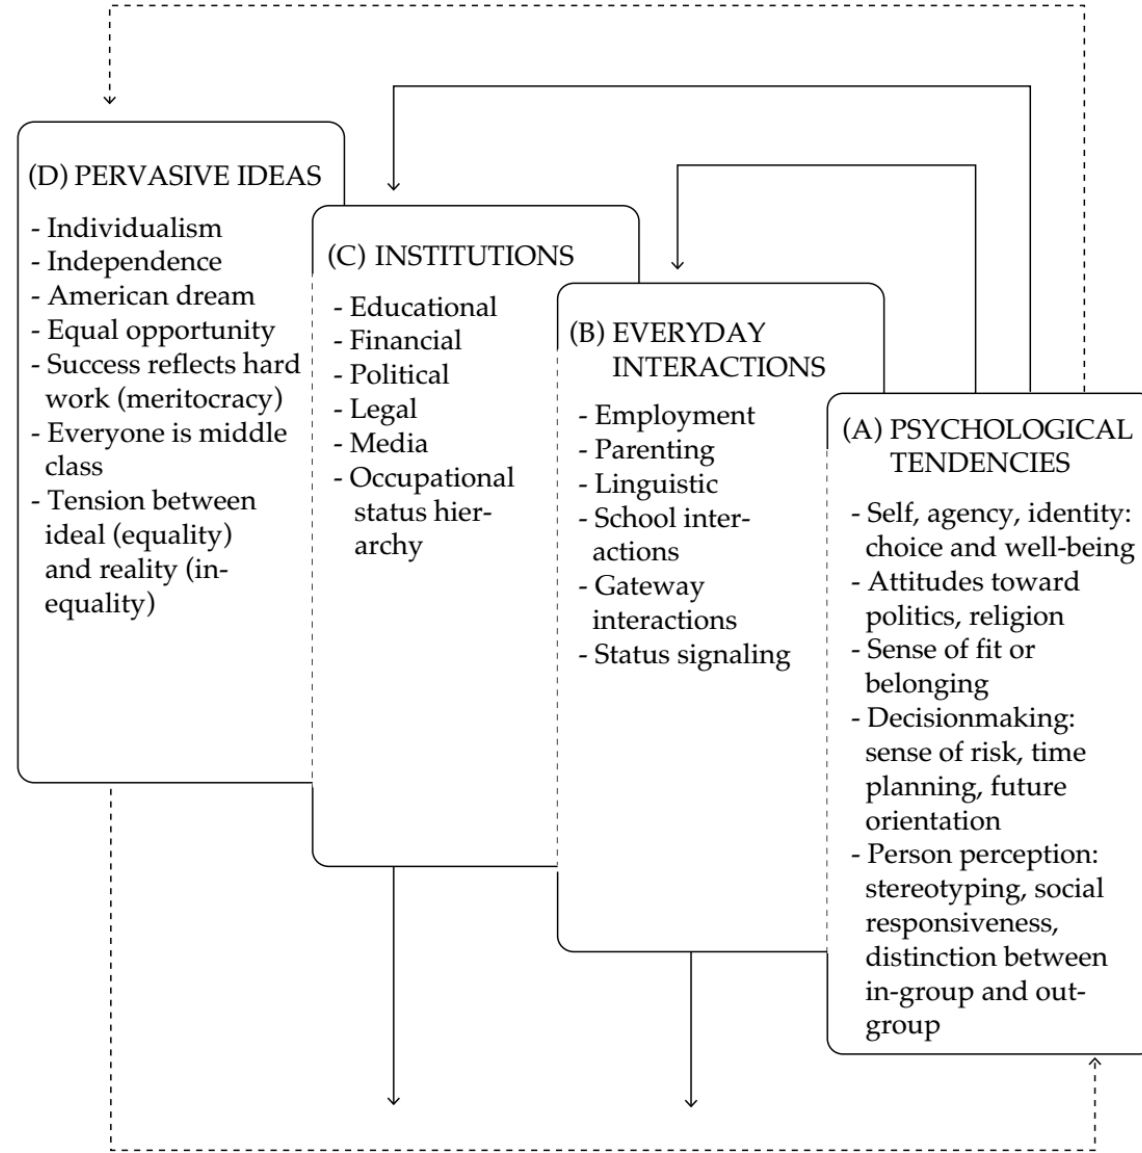 (D) PERVASIVE IDEAS
- Individualism
- Independence
- American dream
- Equal opportunity
- Success reflects hard
work (meritocracy)
- Everyone is middle
class
- Tension between
ideal (equality)
and reality (in-
equality)
(C) INSTITUTIONS
- Educational
- Financial
- Political
- Legal
- Media
- Occupational
status hier-
archy
(B) EVERYDAY
INTERACTIONS
- Employment
- Parenting
- Linguistic
- School inter-
actions
- Gateway
interactions
- Status signaling
(A) PSYCHOLOGICAL
TENDENCIES
- Self, agency, identity:
choice and well-being
- Attitudes toward
politics, religion
- Sense of fit or
belonging
- Decisionmaking:
sense of risk, time
planning, future
orientation
- Person perception:
stereotyping, social
responsiveness,
distinction between
in-group and out-
group